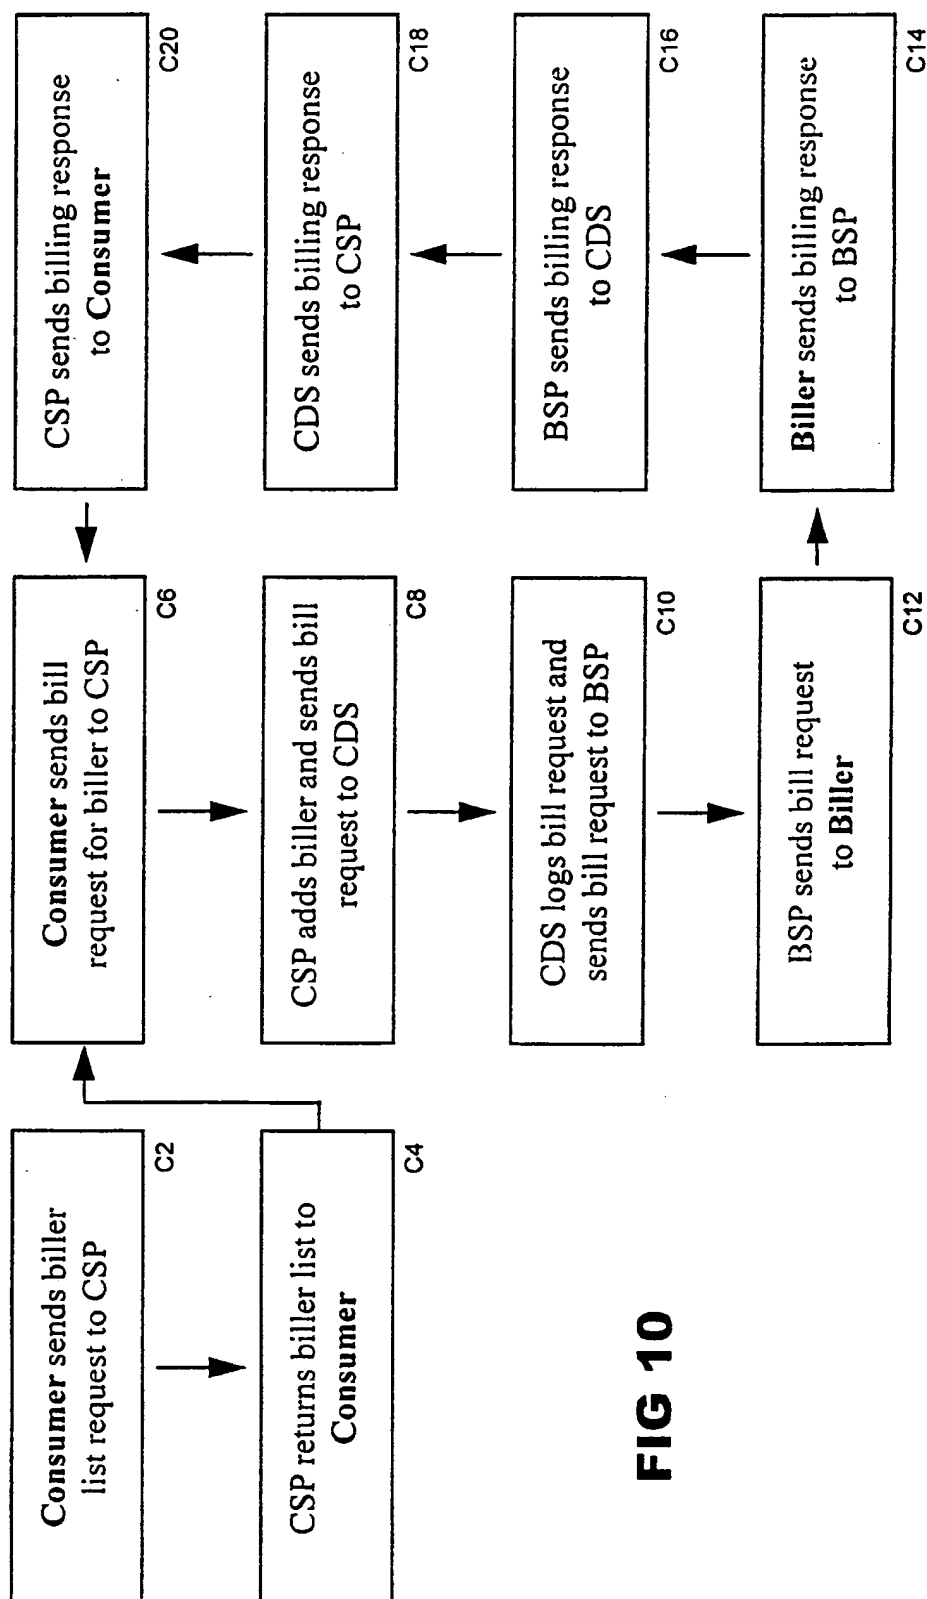 Consumer sends biller
list request to CSP
C2
CSP returns biller list to
Consumer
C4
Consumer sends bill
request for biller to CSP
C6
CSP adds biller and sends bill
request to CDS
C8
CDS logs bill request and
sends bill request to BSP
C10
BSP sends bill request
to Biller
C12
Biller sends billing response
to BSP
C14
BSP sends billing response
to CDS
C16
CDS sends billing response
to CSP
C18
CSP sends billing response
to Consumer
C20
FIG 10